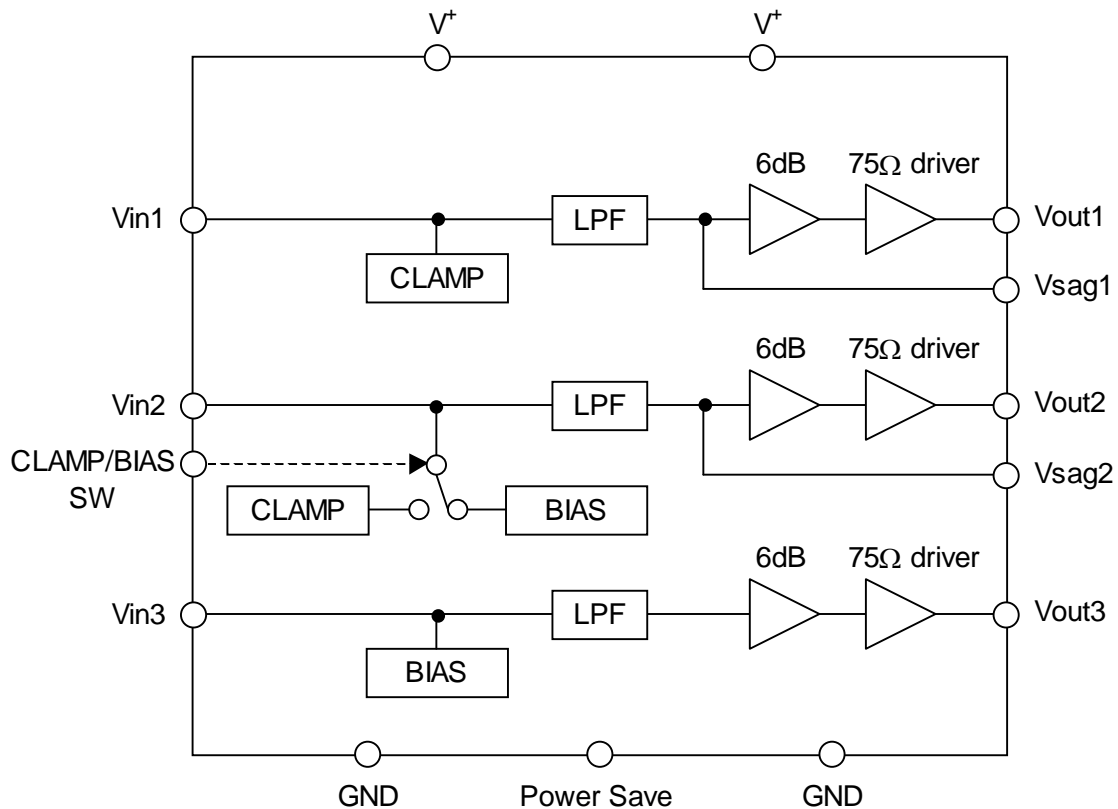 V⁺ V⁺
6dB 75Ω driver
Vin1 LPF Vout1
CLAMP
Vsag1
6dB 75Ω driver
Vin2 LPF Vout2
CLAMP/BIAS
SW
Vsag2
CLAMP BIAS
6dB 75Ω driver
Vin3 LPF Vout3
BIAS
GND Power Save GND